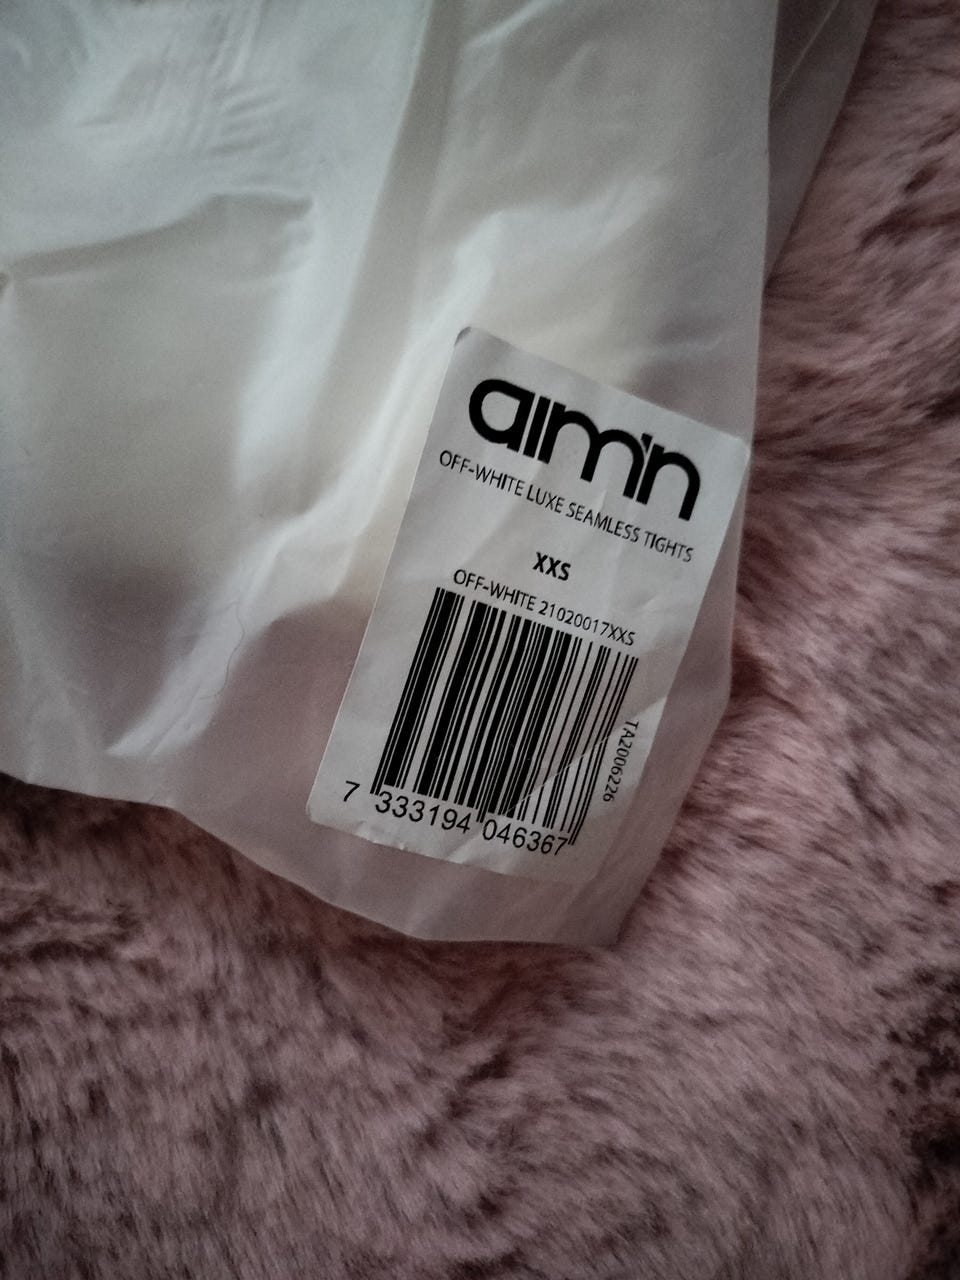 aim'n
OFF-WHITE LUXE SEAMLESS TIGHTS
XXS
OFF-WHITE 21020017XXS
TA2006226
7 333194 046367